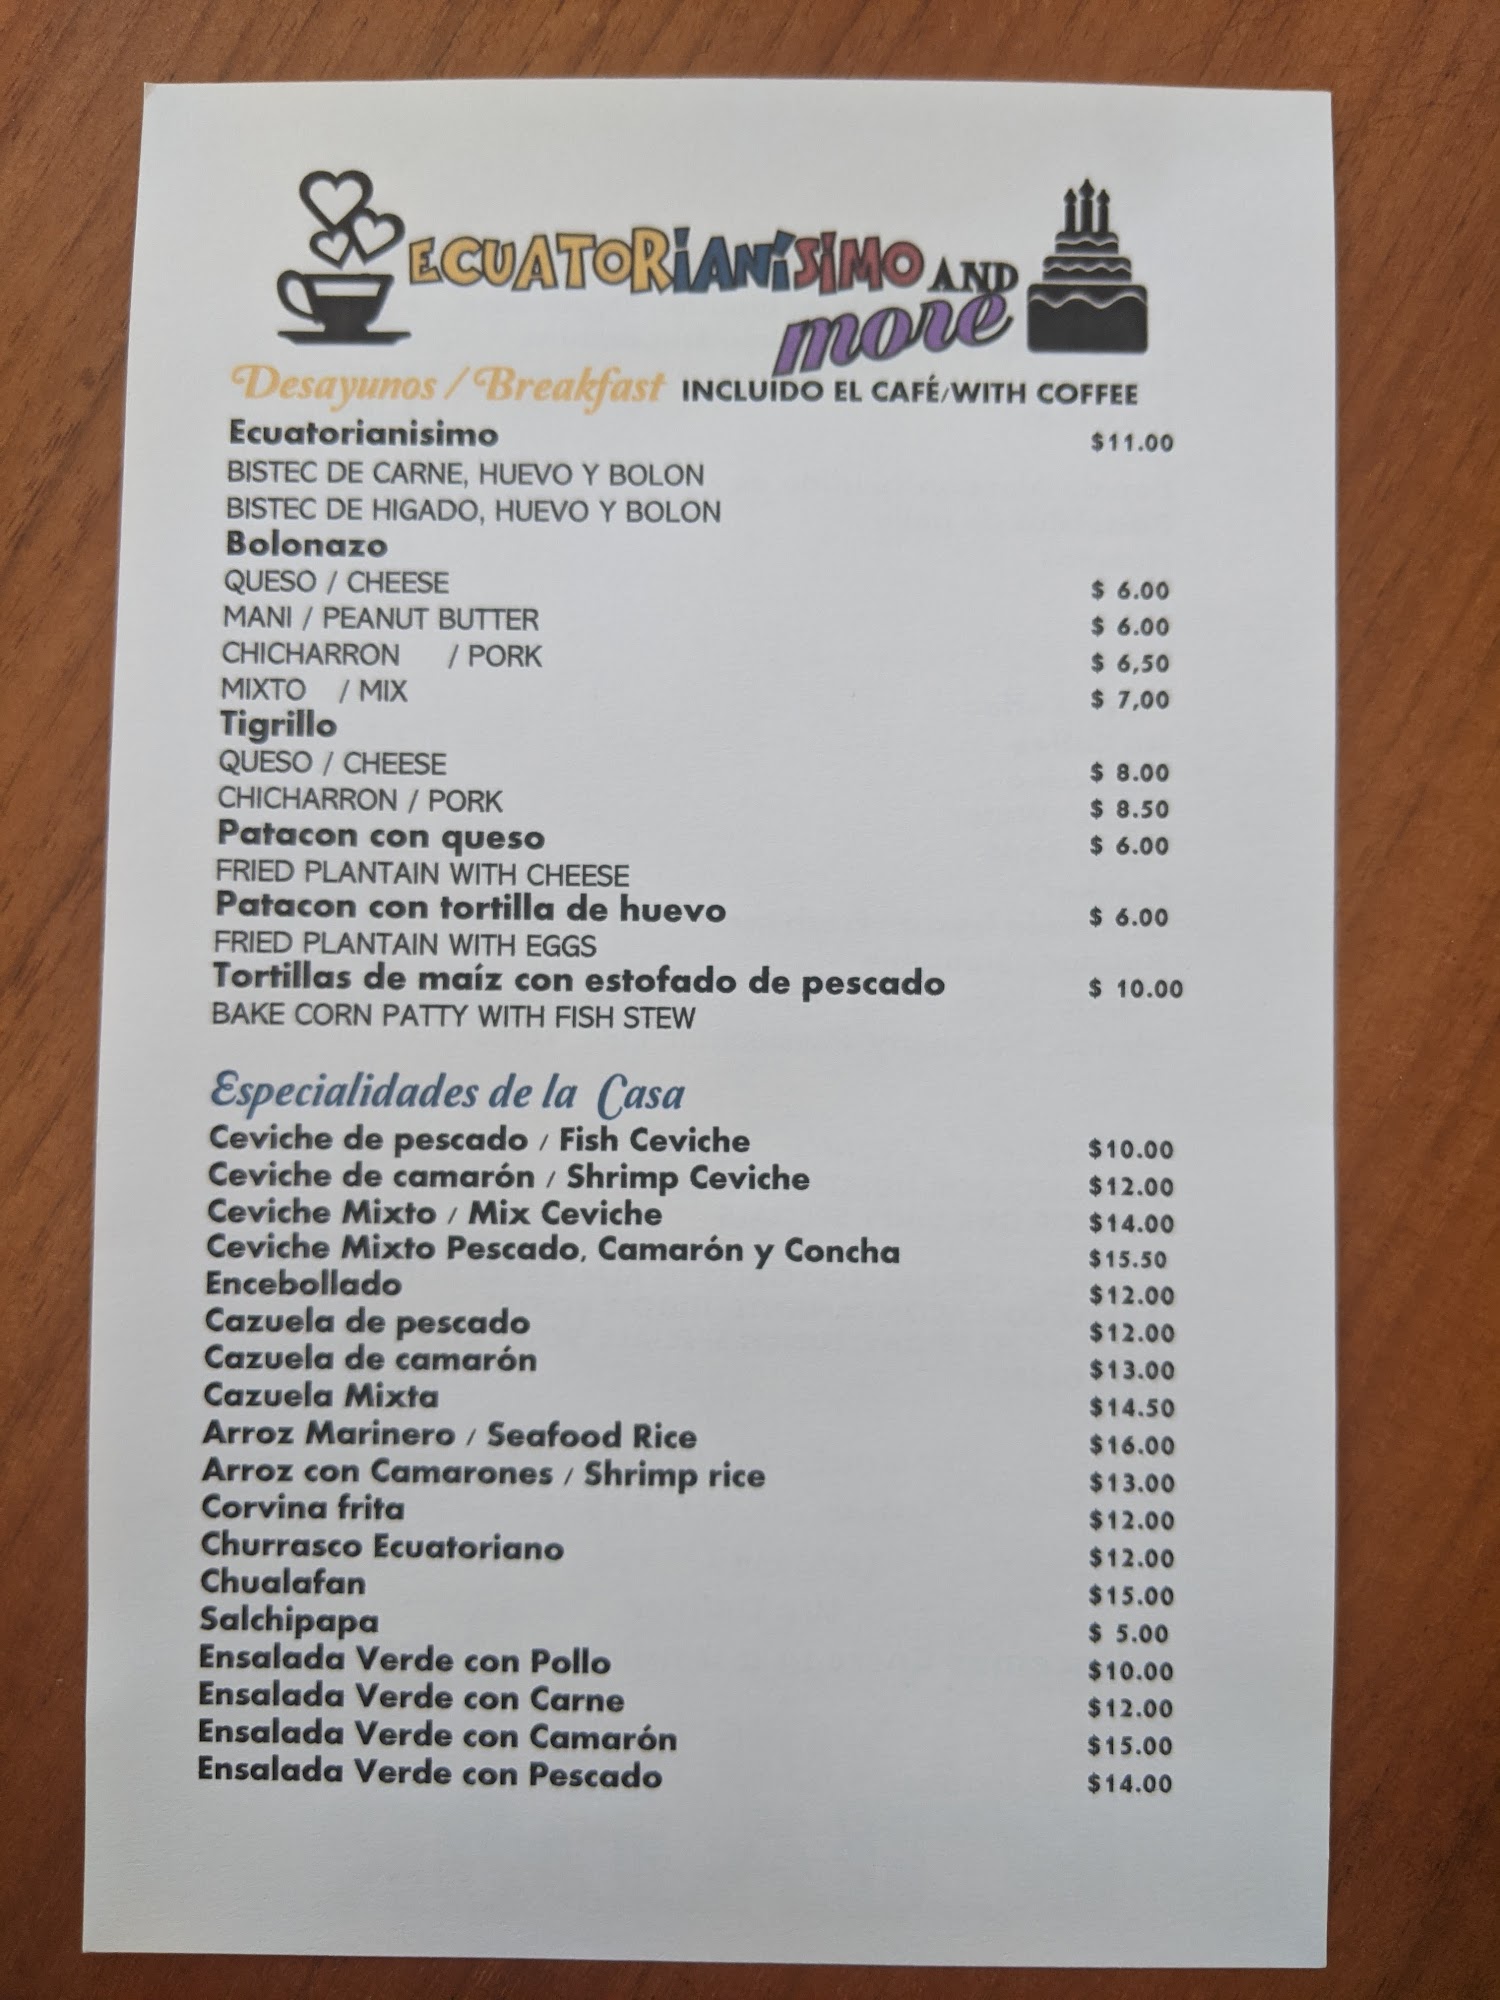 ECUATORIANÍSIMO AND
more
Desayunos / Breakfast INCLUIDO EL CAFÉ/WITH COFFEE
Ecuatorianisimo $11.00
BISTEC DE CARNE, HUEVO Y BOLON
BISTEC DE HIGADO, HUEVO Y BOLON
Bolonazo
QUESO / CHEESE $ 6.00
MANI / PEANUT BUTTER $ 6.00
CHICHARRON / PORK $ 6,50
MIXTO / MIX $ 7,00
Tigrillo
QUESO / CHEESE $ 8.00
CHICHARRON / PORK $ 8.50
Patacon con queso $ 6.00
FRIED PLANTAIN WITH CHEESE
Patacon con tortilla de huevo $ 6.00
FRIED PLANTAIN WITH EGGS
Tortillas de maíz con estofado de pescado $ 10.00
BAKE CORN PATTY WITH FISH STEW
Especialidades de la Casa
Ceviche de pescado / Fish Ceviche $10.00
Ceviche de camarón / Shrimp Ceviche $12.00
Ceviche Mixto / Mix Ceviche $14.00
Ceviche Mixto Pescado, Camarón y Concha $15.50
Encebollado $12.00
Cazuela de pescado $12.00
Cazuela de camarón $13.00
Cazuela Mixta $14.50
Arroz Marinero / Seafood Rice $16.00
Arroz con Camarones / Shrimp rice $13.00
Corvina frita $12.00
Churrasco Ecuatoriano $12.00
Chualafan $15.00
Salchipapa $ 5.00
Ensalada Verde con Pollo $10.00
Ensalada Verde con Carne $12.00
Ensalada Verde con Camarón $15.00
Ensalada Verde con Pescado $14.00